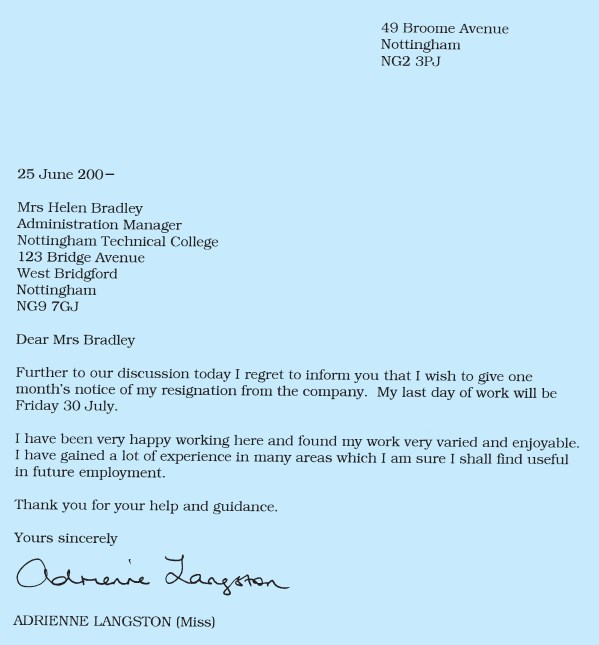 49 Broome Avenue
Nottingham
NG2 3PJ
25 June 200–
Mrs Helen Bradley
Administration Manager
Nottingham Technical College
123 Bridge Avenue
West Bridgford
Nottingham
NG9 7GJ
Dear Mrs Bradley
Further to our discussion today I regret to inform you that I wish to give one
month's notice of my resignation from the company.  My last day of work will be
Friday 30 July.
I have been very happy working here and found my work very varied and enjoyable.
I have gained a lot of experience in many areas which I am sure I shall find useful
in future employment.
Thank you for your help and guidance.
Yours sincerely
Adrienne Langston
ADRIENNE LANGSTON (Miss)